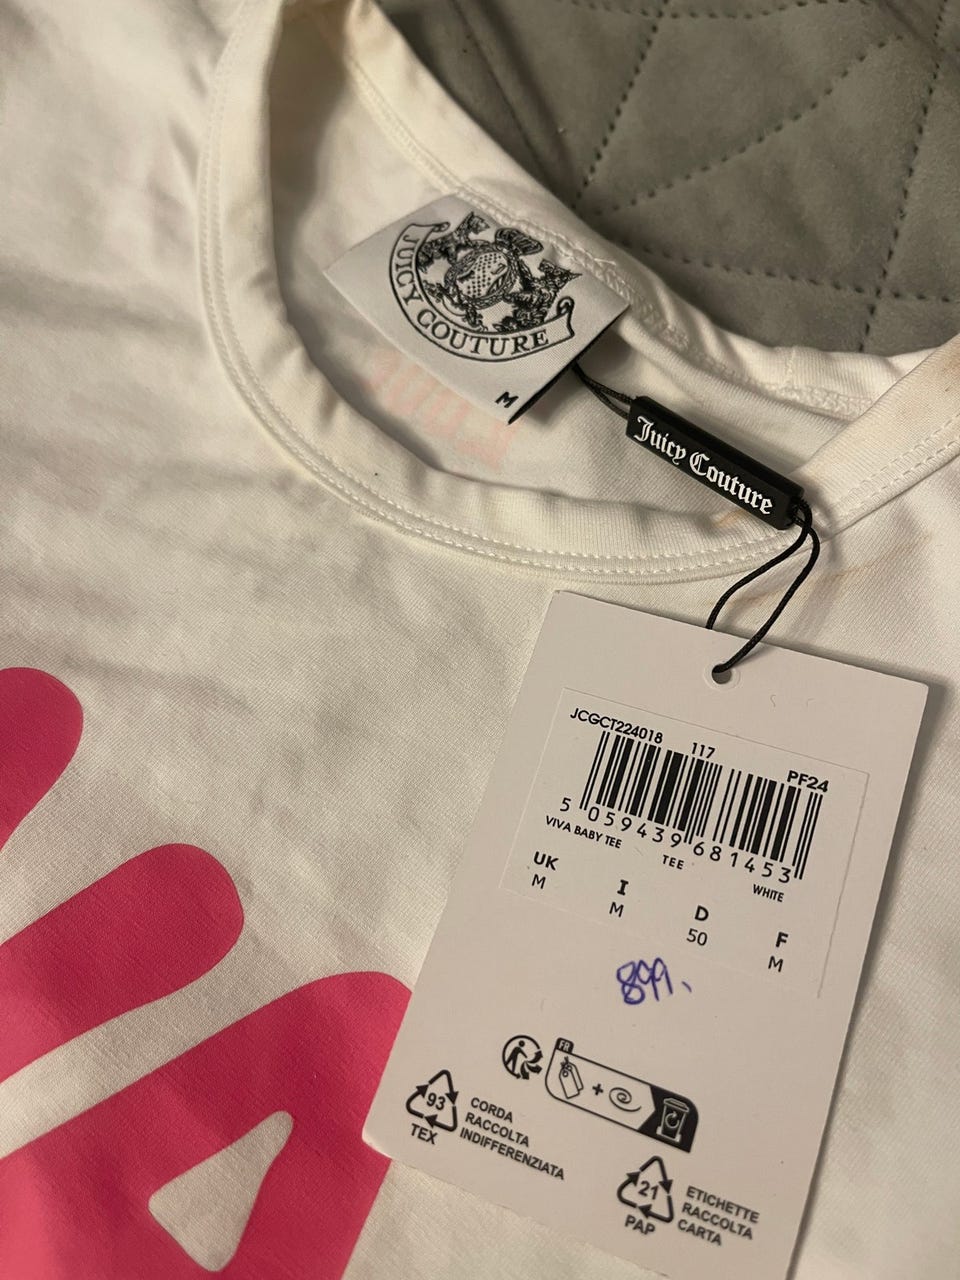 JUICY COUTURE
M
Juicy Couture
JCGCT224018 117 PF24
5 059439 681453
VIVA BABY TEE TEE WHITE
UK I D F
M M 50 M
899.
FR
93
TEX
CORDA
RACCOLTA
INDIFFERENZIATA
21
PAP
ETICHETTE
RACCOLTA
CARTA